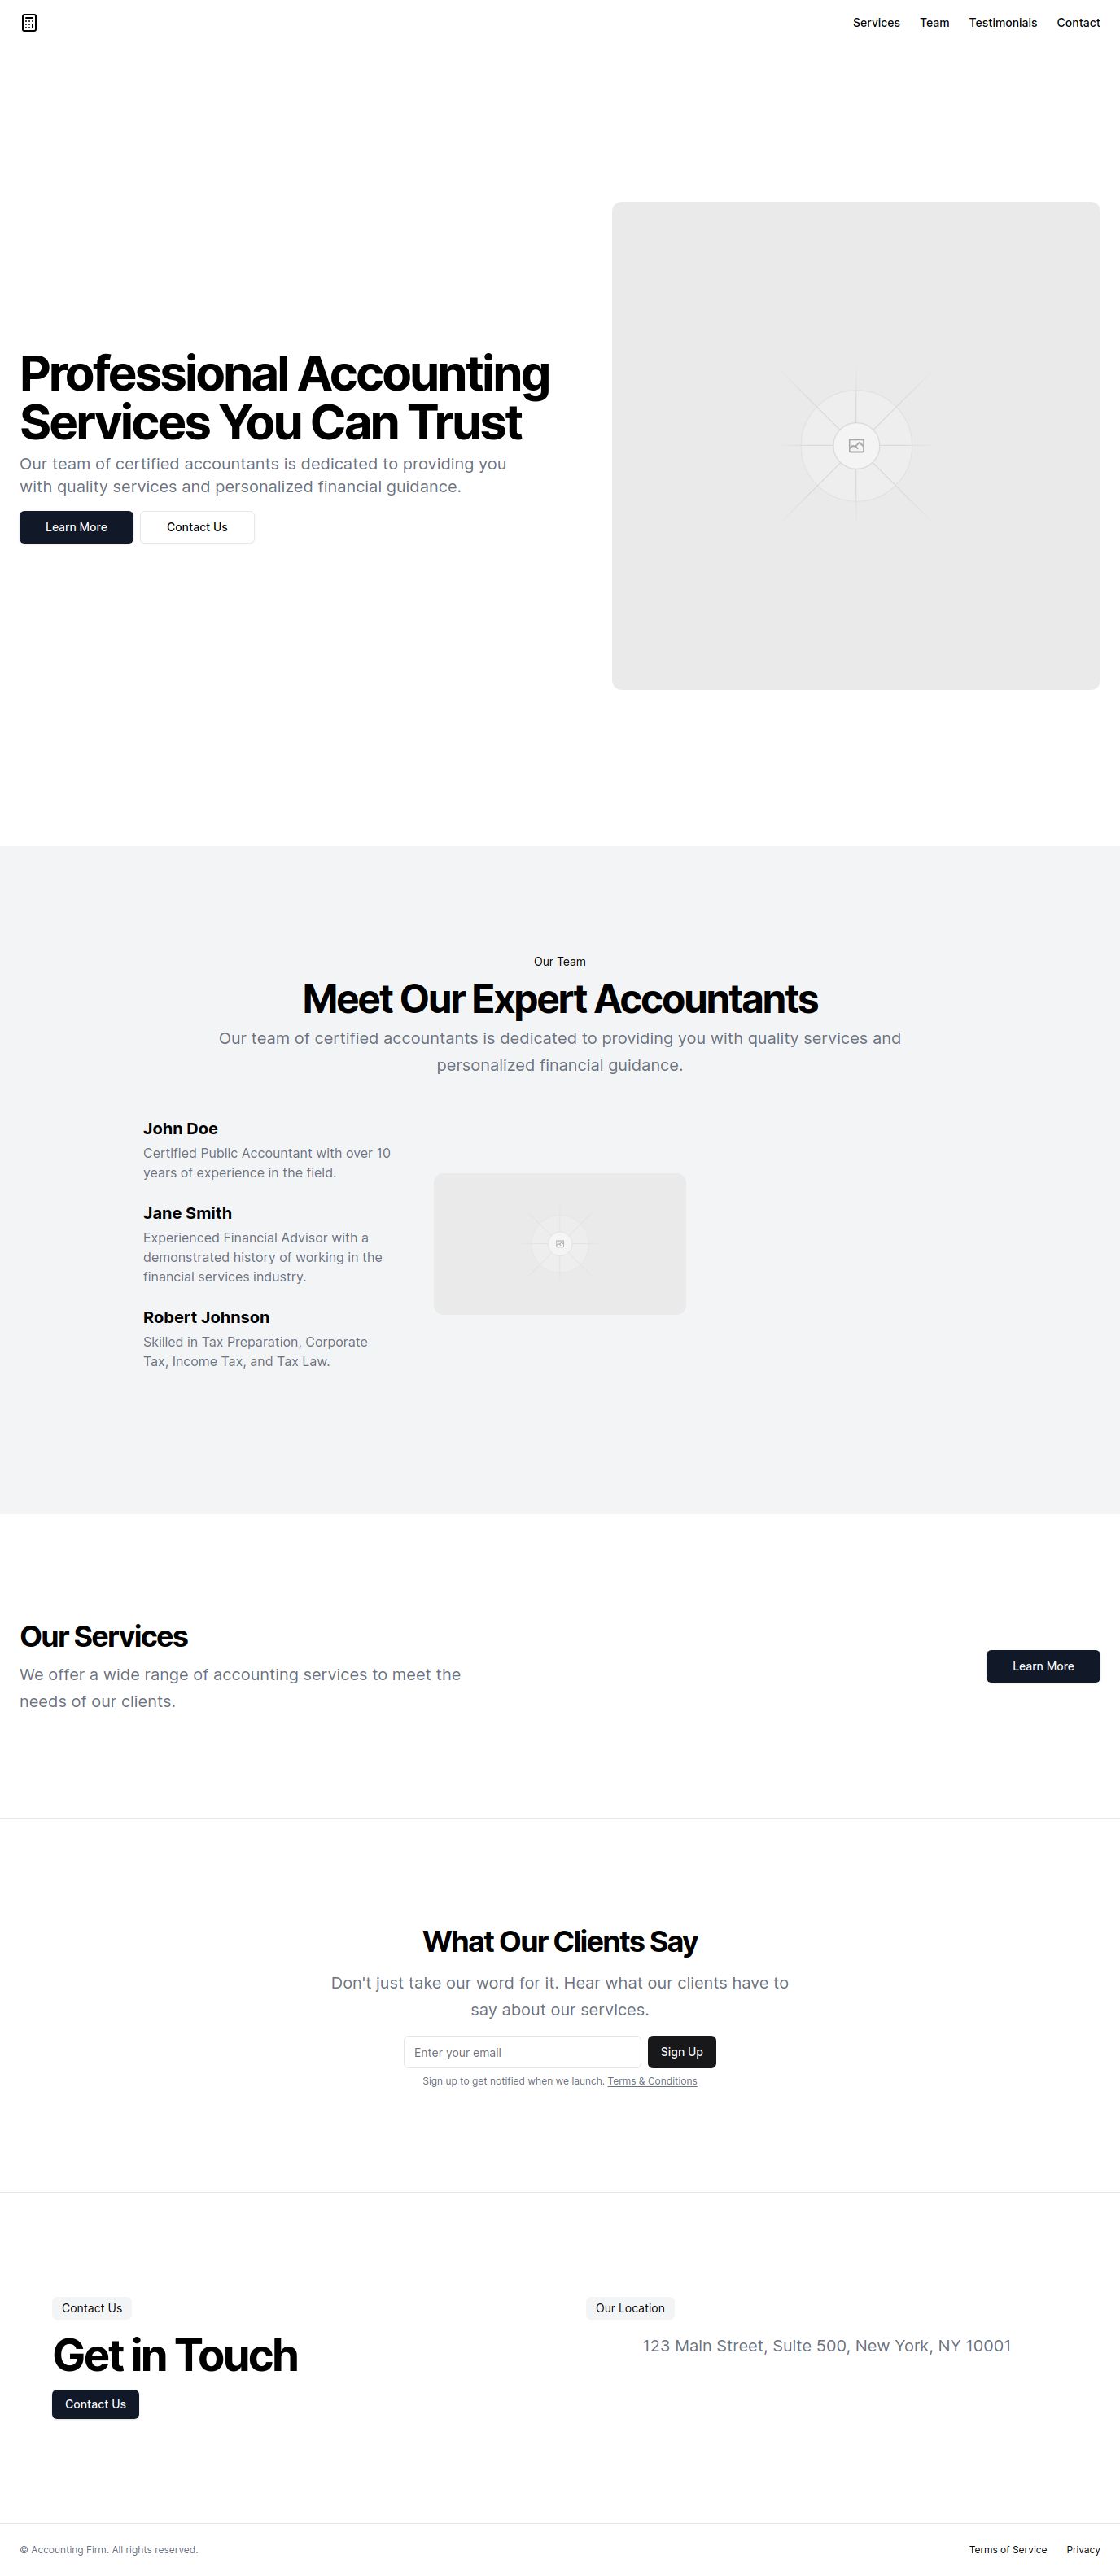 Services Team Testimonials Contact
Professional Accounting
Services You Can Trust
Our team of certified accountants is dedicated to providing you
with quality services and personalized financial guidance.
Learn More Contact Us
Our Team
Meet Our Expert Accountants
Our team of certified accountants is dedicated to providing you with quality services and
personalized financial guidance.
John Doe
Certified Public Accountant with over 10
years of experience in the field.
Jane Smith
Experienced Financial Advisor with a
demonstrated history of working in the
financial services industry.
Robert Johnson
Skilled in Tax Preparation, Corporate
Tax, Income Tax, and Tax Law.
Our Services
We offer a wide range of accounting services to meet the
needs of our clients.
Learn More
What Our Clients Say
Don't just take our word for it. Hear what our clients have to
say about our services.
Enter your email Sign Up
Sign up to get notified when we launch. Terms & Conditions
Contact Us
Get in Touch
Contact Us
Our Location
123 Main Street, Suite 500, New York, NY 10001
© Accounting Firm. All rights reserved. Terms of Service Privacy